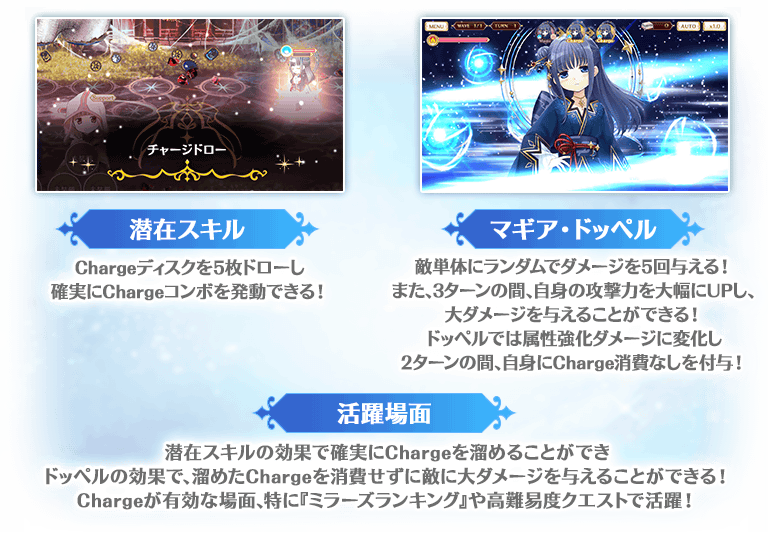 チャージドロー
MENU
WAVE 1/1
TURN 1
AUTO
x1.0
潜在スキル
Chargeディスクを5枚ドローし
確実にChargeコンボを発動できる！
マギア・ドッペル
敵単体にランダムでダメージを5回与える！
また、3ターンの間、自身の攻撃力を大幅にUPし、
大ダメージを与えることができる！
ドッペルでは属性強化ダメージに変化し
2ターンの間、自身にCharge消費なしを付与！
活躍場面
潜在スキルの効果で確実にChargeを溜めることができ
ドッペルの効果で、溜めたChargeを消費せずに敵に大ダメージを与えることができる！
Chargeが有効な場面、特に『ミラーズランキング』や高難易度クエストで活躍！